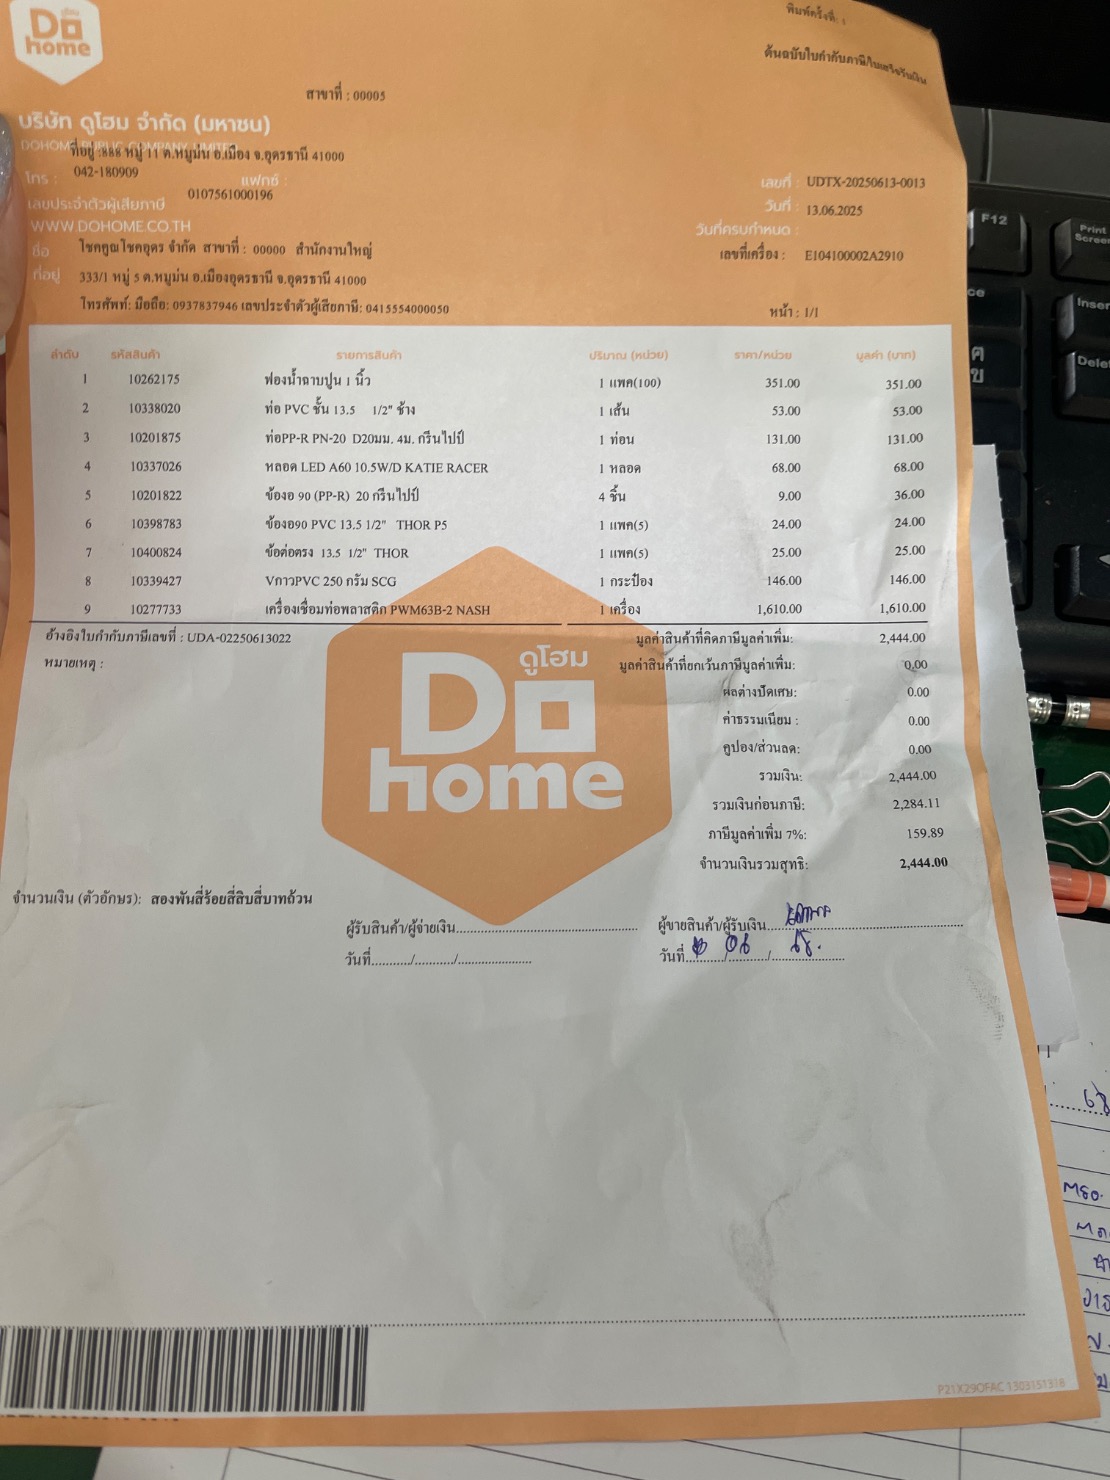 ดูโฮม
Do
home
พิมพ์ครั้งที่ :
ต้นฉบับใบกำกับภาษี/ใบเสร็จรับเงิน
สาขาที่ : 00005
บริษัท ดูโฮม จำกัด (มหาชน)
DOHOME PUBLIC COMPANY LIMITED
ที่อยู่ :888 หมู่ 11 ต.หมูม่น อ.เมือง จ.อุดรธานี 41000
โทร : 042-180909 แฟกซ์ :
เลขประจำตัวผู้เสียภาษี 0107561000196
WWW.DOHOME.CO.TH
เลขที่ : UDTX-20250613-0013
วันที่ : 13.06.2025
วันที่ครบกำหนด :
เลขที่เครื่อง : E104100002A2910
ชื่อ โชคคูณโชคอุดร จำกัด สาขาที่ : 00000 สำนักงานใหญ่
ที่อยู่ 333/1 หมู่ 5 ต.หมูม่น อ.เมืองอุดรธานี จ.อุดรธานี 41000
โทรศัพท์: มือถือ: 0937837946 เลขประจำตัวผู้เสียภาษี: 0415554000050
หน้า : 1/1
ลำดับ รหัสสินค้า รายการสินค้า ปริมาณ (หน่วย) ราคา/หน่วย มูลค่า (บาท)
1 10262175 ฟองน้ำฉาบปูน 1 นิ้ว 1 แพค(100) 351.00 351.00
2 10338020 ท่อ PVC ชั้น 13.5 1/2" ช้าง 1 เส้น 53.00 53.00
3 10201875 ท่อPP-R PN-20 D20มม. 4ม. กรีนไปป์ 1 ท่อน 131.00 131.00
4 10337026 หลอด LED A60 10.5W/D KATIE RACER 1 หลอด 68.00 68.00
5 10201822 ข้องอ 90 (PP-R) 20 กรีนไปป์ 4 ชิ้น 9.00 36.00
6 10398783 ข้องอ90 PVC 13.5 1/2" THOR P5 1 แพค(5) 24.00 24.00
7 10400824 ข้อต่อตรง 13.5 1/2" THOR 1 แพค(5) 25.00 25.00
8 10339427 VกาวPVC 250 กรัม SCG 1 กระป๋อง 146.00 146.00
9 10277733 เครื่องเชื่อมท่อพลาสติก PWM63B-2 NASH 1 เครื่อง 1,610.00 1,610.00
อ้างอิงใบกำกับภาษีเลขที่ : UDA-02250613022
หมายเหตุ :
มูลค่าสินค้าที่คิดภาษีมูลค่าเพิ่ม: 2,444.00
มูลค่าสินค้าที่ยกเว้นภาษีมูลค่าเพิ่ม: 0.00
ผลต่างปัดเศษ: 0.00
ค่าธรรมเนียม : 0.00
คูปอง/ส่วนลด: 0.00
รวมเงิน: 2,444.00
รวมเงินก่อนภาษี: 2,284.11
ภาษีมูลค่าเพิ่ม 7%: 159.89
จำนวนเงินรวมสุทธิ: 2,444.00
ดูโฮม
Do
home
จำนวนเงิน (ตัวอักษร): สองพันสี่ร้อยสี่สิบสี่บาทถ้วน
ผู้รับสินค้า/ผู้จ่ายเงิน
ผู้ขายสินค้า/ผู้รับเงิน
วันที่........../........../....................
วันที่
P21X29OFAC 1303151318
F12
Print
Screen
Inser
Delete